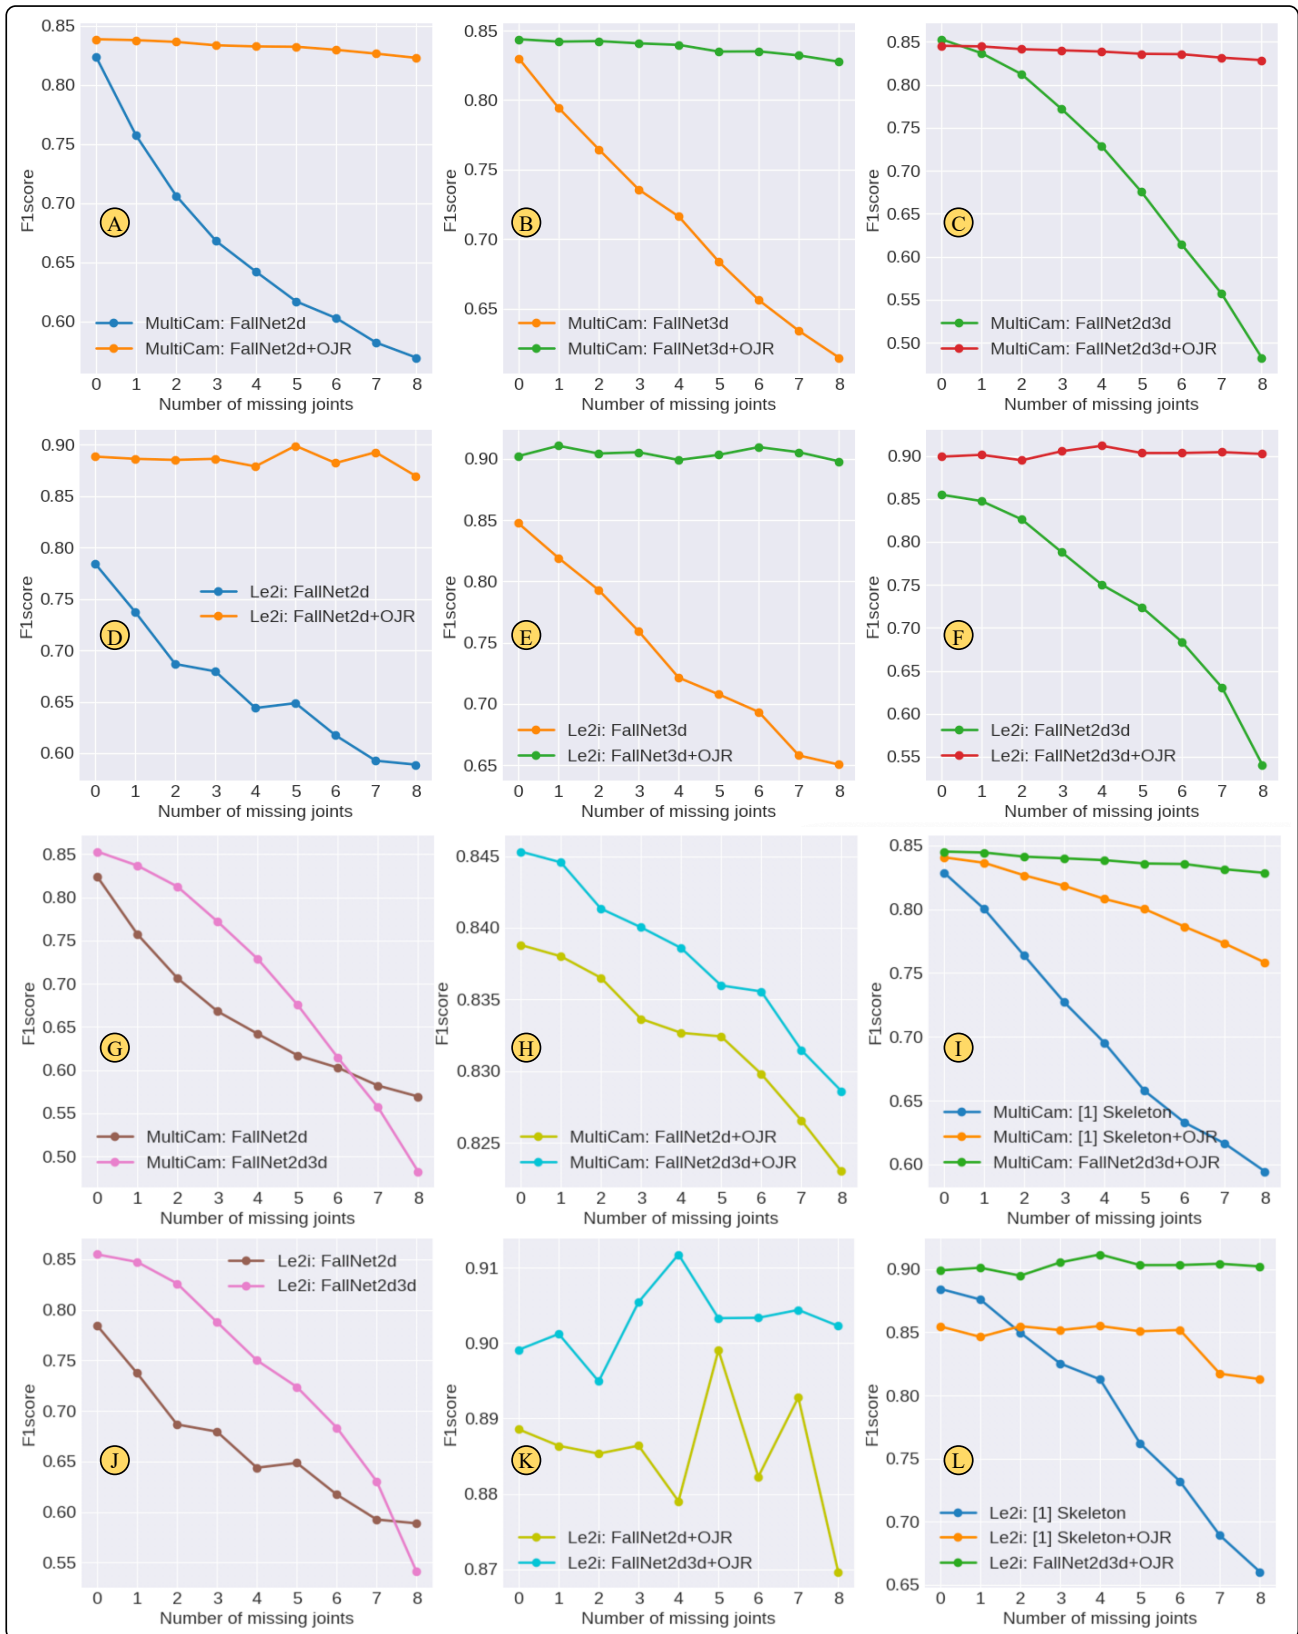 0.85
0.80
0.75
0.70
0.65
0.60
F1score
A
MultiCam: FallNet2d
MultiCam: FallNet2d+OJR
0 1 2 3 4 5 6 7 8
Number of missing joints
0.85
0.80
0.75
0.70
0.65
F1score
B
MultiCam: FallNet3d
MultiCam: FallNet3d+OJR
0 1 2 3 4 5 6 7 8
Number of missing joints
0.85
0.80
0.75
0.70
0.65
0.60
0.55
0.50
F1score
C
MultiCam: FallNet2d3d
MultiCam: FallNet2d3d+OJR
0 1 2 3 4 5 6 7 8
Number of missing joints
0.90
0.85
0.80
0.75
0.70
0.65
0.60
F1score
D
Le2i: FallNet2d
Le2i: FallNet2d+OJR
0 1 2 3 4 5 6 7 8
Number of missing joints
0.90
0.85
0.80
0.75
0.70
0.65
F1score
E
Le2i: FallNet3d
Le2i: FallNet3d+OJR
0 1 2 3 4 5 6 7 8
Number of missing joints
0.90
0.85
0.80
0.75
0.70
0.65
0.60
0.55
F1score
F
Le2i: FallNet2d3d
Le2i: FallNet2d3d+OJR
0 1 2 3 4 5 6 7 8
Number of missing joints
0.85
0.80
0.75
0.70
0.65
0.60
0.55
0.50
F1score
G
MultiCam: FallNet2d
MultiCam: FallNet2d3d
0 1 2 3 4 5 6 7 8
Number of missing joints
0.845
0.840
0.835
0.830
0.825
F1score
H
MultiCam: FallNet2d+OJR
MultiCam: FallNet2d3d+OJR
0 1 2 3 4 5 6 7 8
Number of missing joints
0.85
0.80
0.75
0.70
0.65
0.60
F1score
I
MultiCam: [1] Skeleton
MultiCam: [1] Skeleton+OJR
MultiCam: FallNet2d3d+OJR
0 1 2 3 4 5 6 7 8
Number of missing joints
0.85
0.80
0.75
0.70
0.65
0.60
0.55
F1score
J
Le2i: FallNet2d
Le2i: FallNet2d3d
0 1 2 3 4 5 6 7 8
Number of missing joints
0.91
0.90
0.89
0.88
0.87
F1score
K
Le2i: FallNet2d+OJR
Le2i: FallNet2d3d+OJR
0 1 2 3 4 5 6 7 8
Number of missing joints
0.90
0.85
0.80
0.75
0.70
0.65
F1score
L
Le2i: [1] Skeleton
Le2i: [1] Skeleton+OJR
Le2i: FallNet2d3d+OJR
0 1 2 3 4 5 6 7 8
Number of missing joints